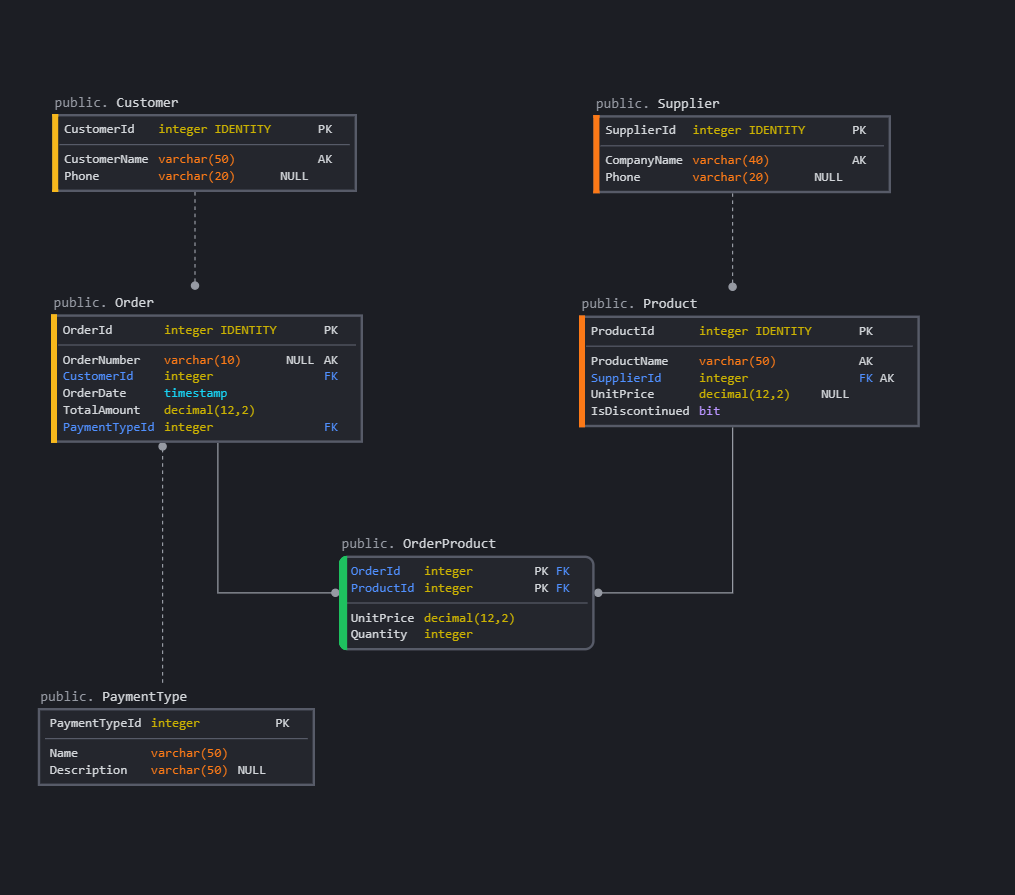 public. Customer
CustomerId integer IDENTITY PK
CustomerName varchar(50) AK
Phone varchar(20) NULL
public. Supplier
SupplierId integer IDENTITY PK
CompanyName varchar(40) AK
Phone varchar(20) NULL
public. Order
OrderId integer IDENTITY PK
OrderNumber varchar(10) NULL AK
CustomerId integer FK
OrderDate timestamp
TotalAmount decimal(12,2)
PaymentTypeId integer FK
public. Product
ProductId integer IDENTITY PK
ProductName varchar(50) AK
SupplierId integer FK AK
UnitPrice decimal(12,2) NULL
IsDiscontinued bit
public. OrderProduct
OrderId integer PK FK
ProductId integer PK FK
UnitPrice decimal(12,2)
Quantity integer
public. PaymentType
PaymentTypeId integer PK
Name varchar(50)
Description varchar(50) NULL